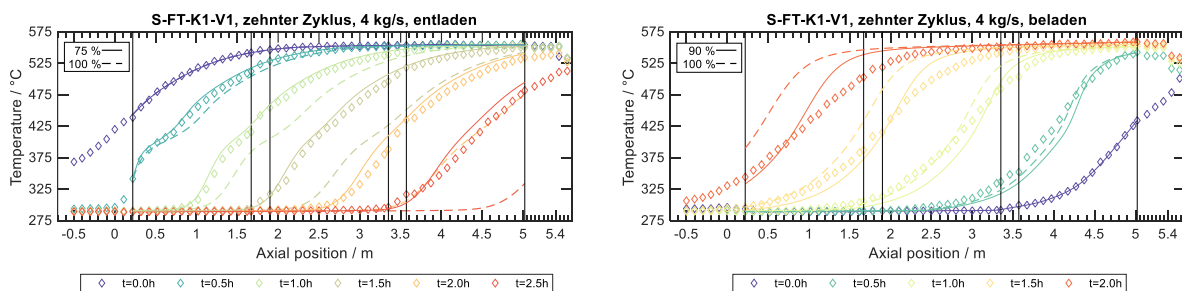 S-FT-K1-V1, zehnter Zyklus, 4 kg/s, entladen
575
525
475
425
375
325
275
Temperature / °C
75 %
100 %
-0.5 0 0.5 1 1.5 2 2.5 3 3.5 4 4.5 5 5.4
Axial position / m
t=0.0h t=0.5h t=1.0h t=1.5h t=2.0h t=2.5h
S-FT-K1-V1, zehnter Zyklus, 4 kg/s, beladen
575
525
475
425
375
325
275
Temperature / °C
90 %
100 %
-0.5 0 0.5 1 1.5 2 2.5 3 3.5 4 4.5 5 5.4
Axial position / m
t=0.0h t=0.5h t=1.0h t=1.5h t=2.0h